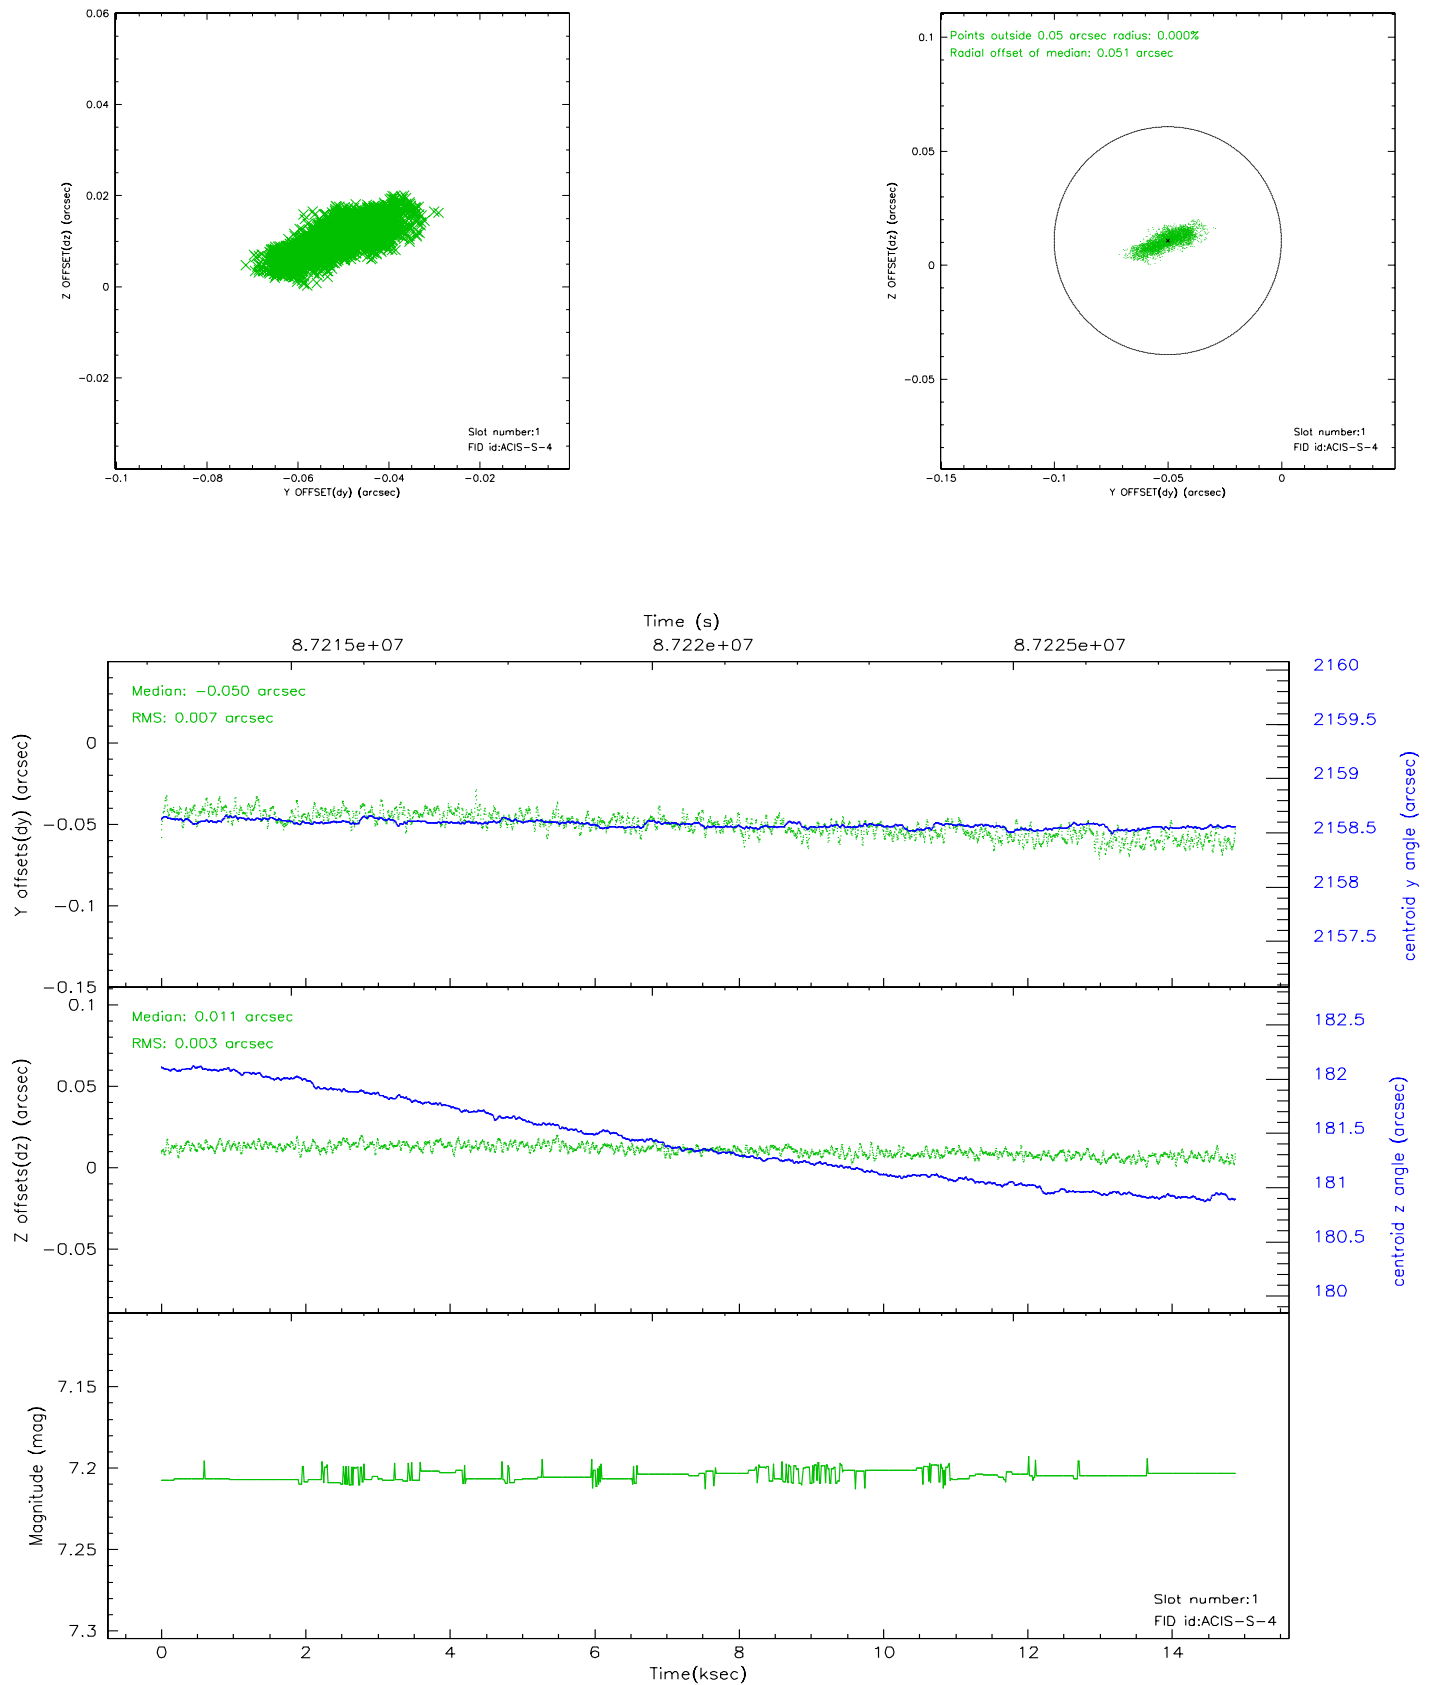 0.06
0.04
0.02
0
−0.02
Z OFFSET(dz) (arcsec)
Slot number:1
FID id:ACIS−S−4
−0.1
−0.08
−0.06
−0.04
−0.02
Y OFFSET(dy) (arcsec)
0.1
0.05
0
−0.05
Z OFFSET(dz) (arcsec)
Points outside 0.05 arcsec radius: 0.000%
Radial offset of median: 0.051 arcsec
Slot number:1
FID id:ACIS−S−4
−0.15
−0.1
−0.05
0
Y OFFSET(dy) (arcsec)
Time (s)
8.7215e+07
8.722e+07
8.7225e+07
Median: −0.050 arcsec
RMS: 0.007 arcsec
0
−0.05
−0.1
−0.15
Y offsets(dy) (arcsec)
2160
2159.5
2159
2158.5
2158
2157.5
centroid y angle (arcsec)
Median: 0.011 arcsec
RMS: 0.003 arcsec
0.1
0.05
0
−0.05
Z offsets(dz) (arcsec)
182.5
182
181.5
181
180.5
180
centroid z angle (arcsec)
7.15
7.2
7.25
7.3
Magnitude (mag)
Slot number:1
FID id:ACIS−S−4
0
2
4
6
8
10
12
14
Time(ksec)